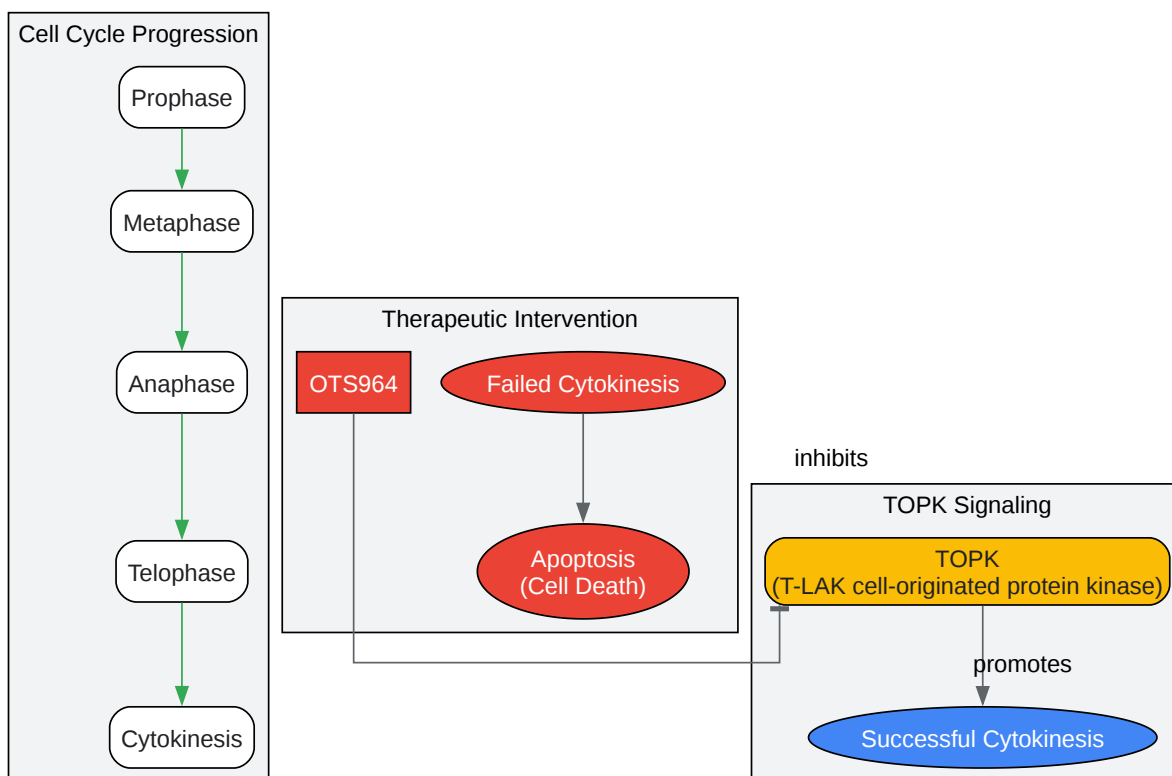 Cell Cycle Progression
Prophase
Metaphase
Anaphase
Telophase
Cytokinesis
Therapeutic Intervention
OTS964
Failed Cytokinesis
Apoptosis
(Cell Death)
inhibits
TOPK Signaling
TOPK
(T-LAK cell-originated protein kinase)
promotes
Successful Cytokinesis